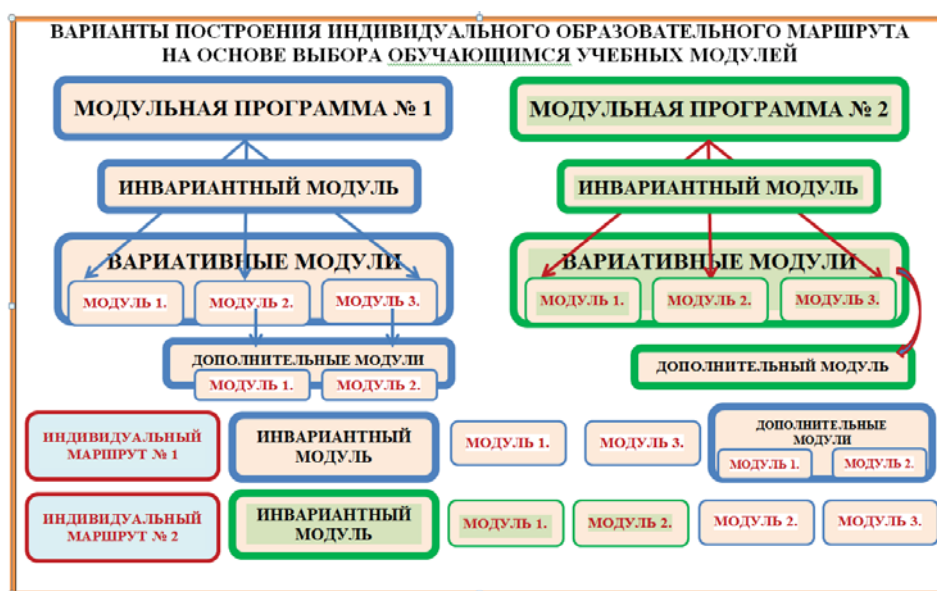 ВАРИАНТЫ ПОСТРОЕНИЯ ИНДИВИДУАЛЬНОГО ОБРАЗОВАТЕЛЬНОГО МАРШРУТА
НА ОСНОВЕ ВЫБОРА ОБУЧАЮЩИМСЯ УЧЕБНЫХ МОДУЛЕЙ
МОДУЛЬНАЯ ПРОГРАММА № 1
ИНВАРИАНТНЫЙ МОДУЛЬ
ВАРИАТИВНЫЕ МОДУЛИ
МОДУЛЬ 1.
МОДУЛЬ 2.
МОДУЛЬ 3.
ДОПОЛНИТЕЛЬНЫЕ МОДУЛИ
МОДУЛЬ 1.
МОДУЛЬ 2.
МОДУЛЬНАЯ ПРОГРАММА № 2
ИНВАРИАНТНЫЙ МОДУЛЬ
ВАРИАТИВНЫЕ МОДУЛИ
МОДУЛЬ 1.
МОДУЛЬ 2.
МОДУЛЬ 3.
ДОПОЛНИТЕЛЬНЫЙ МОДУЛЬ
ИНДИВИДУАЛЬНЫЙ
МАРШРУТ № 1
ИНВАРИАНТНЫЙ
МОДУЛЬ
МОДУЛЬ 1.
МОДУЛЬ 3.
ДОПОЛНИТЕЛЬНЫЕ
МОДУЛИ
МОДУЛЬ 1.
МОДУЛЬ 2.
ИНДИВИДУАЛЬНЫЙ
МАРШРУТ № 2
ИНВАРИАНТНЫЙ
МОДУЛЬ
МОДУЛЬ 1.
МОДУЛЬ 2.
МОДУЛЬ 2.
МОДУЛЬ 3.